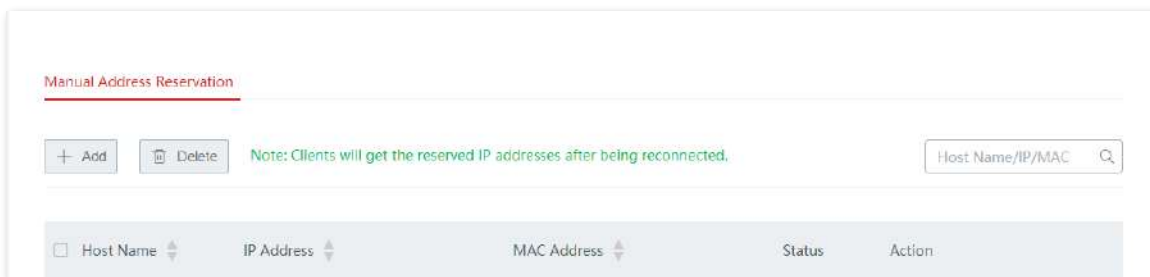 Manual Address Reservation
Add Delete Note: Clients will get the reserved IP addresses after being reconnected. Host Name/IP/MAC
Host Name IP Address MAC Address Status Action